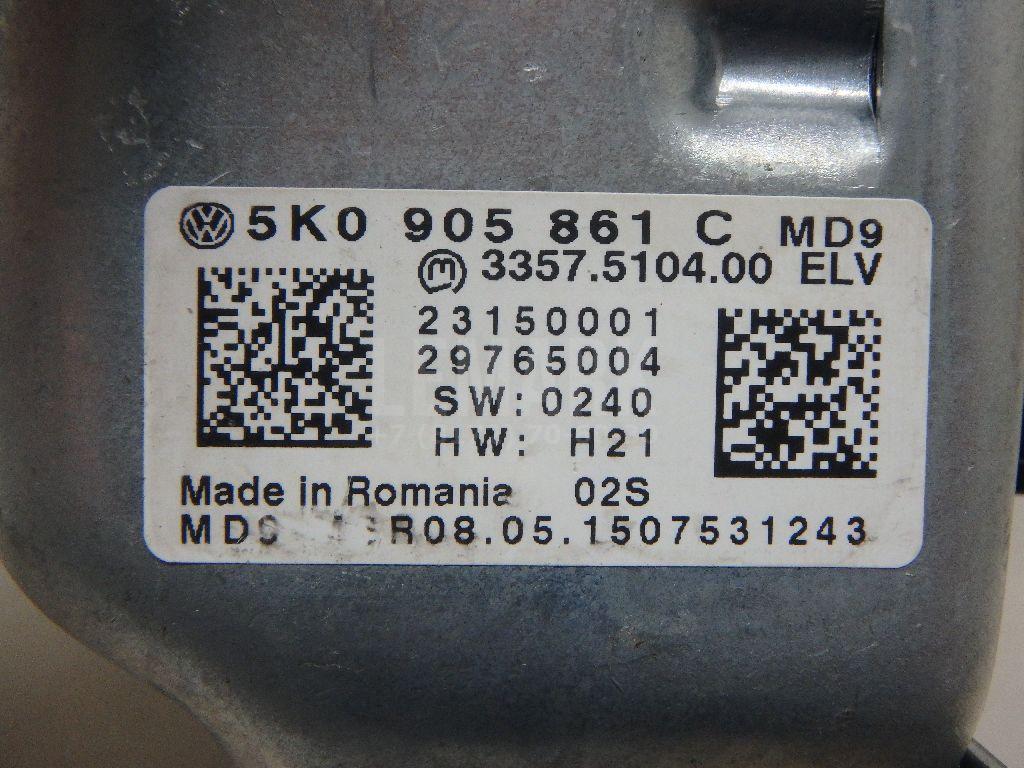 5K0 905 861 C MD9
3357.5104.00 ELV
23150001
29765004
SW:0240
HW: H21
Made in Romania 02S
R08.05.1507531243